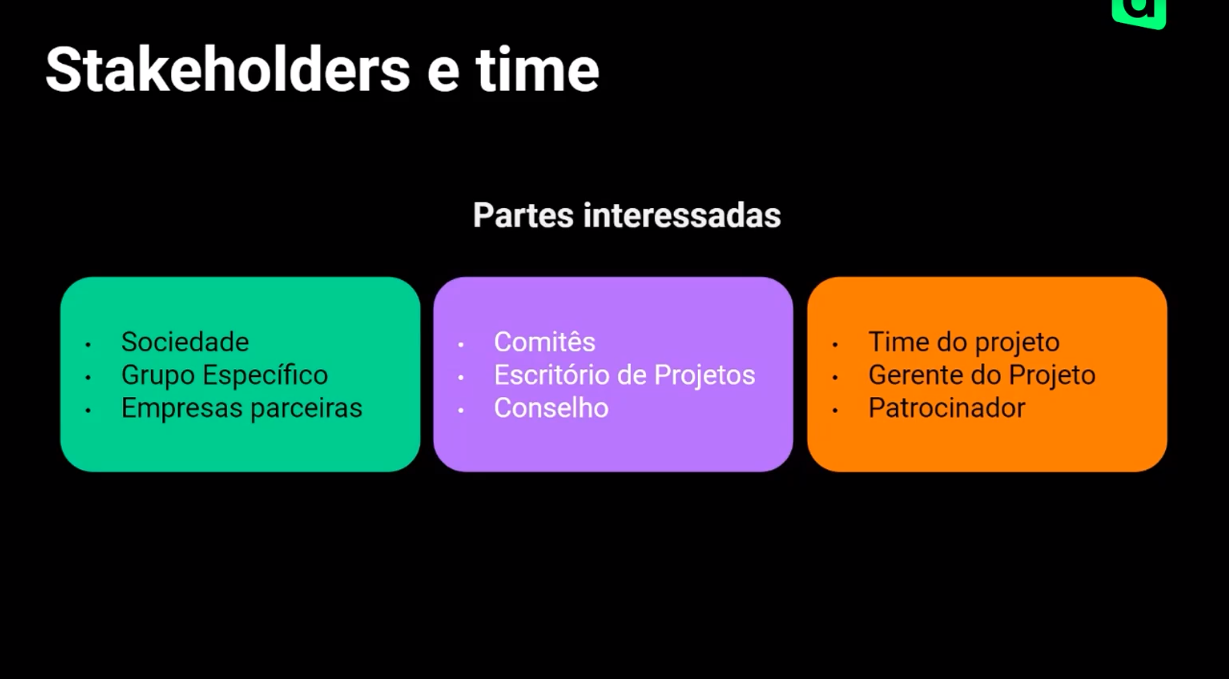 Stakeholders e time
Partes interessadas
• Sociedade
• Grupo Específico
• Empresas parceiras
• Comitês
• Escritório de Projetos
• Conselho
• Time do projeto
• Gerente do Projeto
• Patrocinador